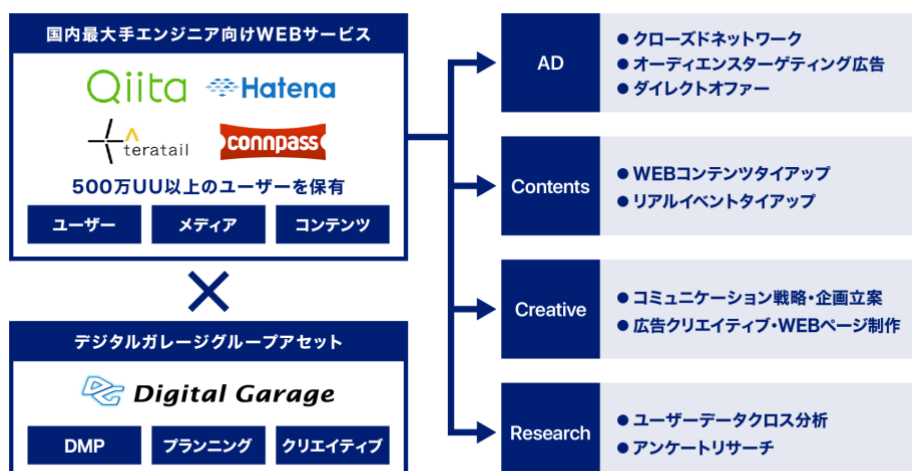 国内最大手エンジニア向けWEBサービス
Qiita
Hatena
teratail
connpass
500万UU以上のユーザーを保有
ユーザー
メディア
コンテンツ
×
デジタルガレージグループアセット
DG Digital Garage
DMP
プランニング
クリエイティブ
AD
● クローズドネットワーク
● オーディエンスターゲティング広告
● ダイレクトオファー
Contents
● WEBコンテンツタイアップ
● リアルイベントタイアップ
Creative
● コミュニケーション戦略・企画立案
● 広告クリエイティブ・WEBページ制作
Research
● ユーザーデータクロス分析
● アンケートリサーチ